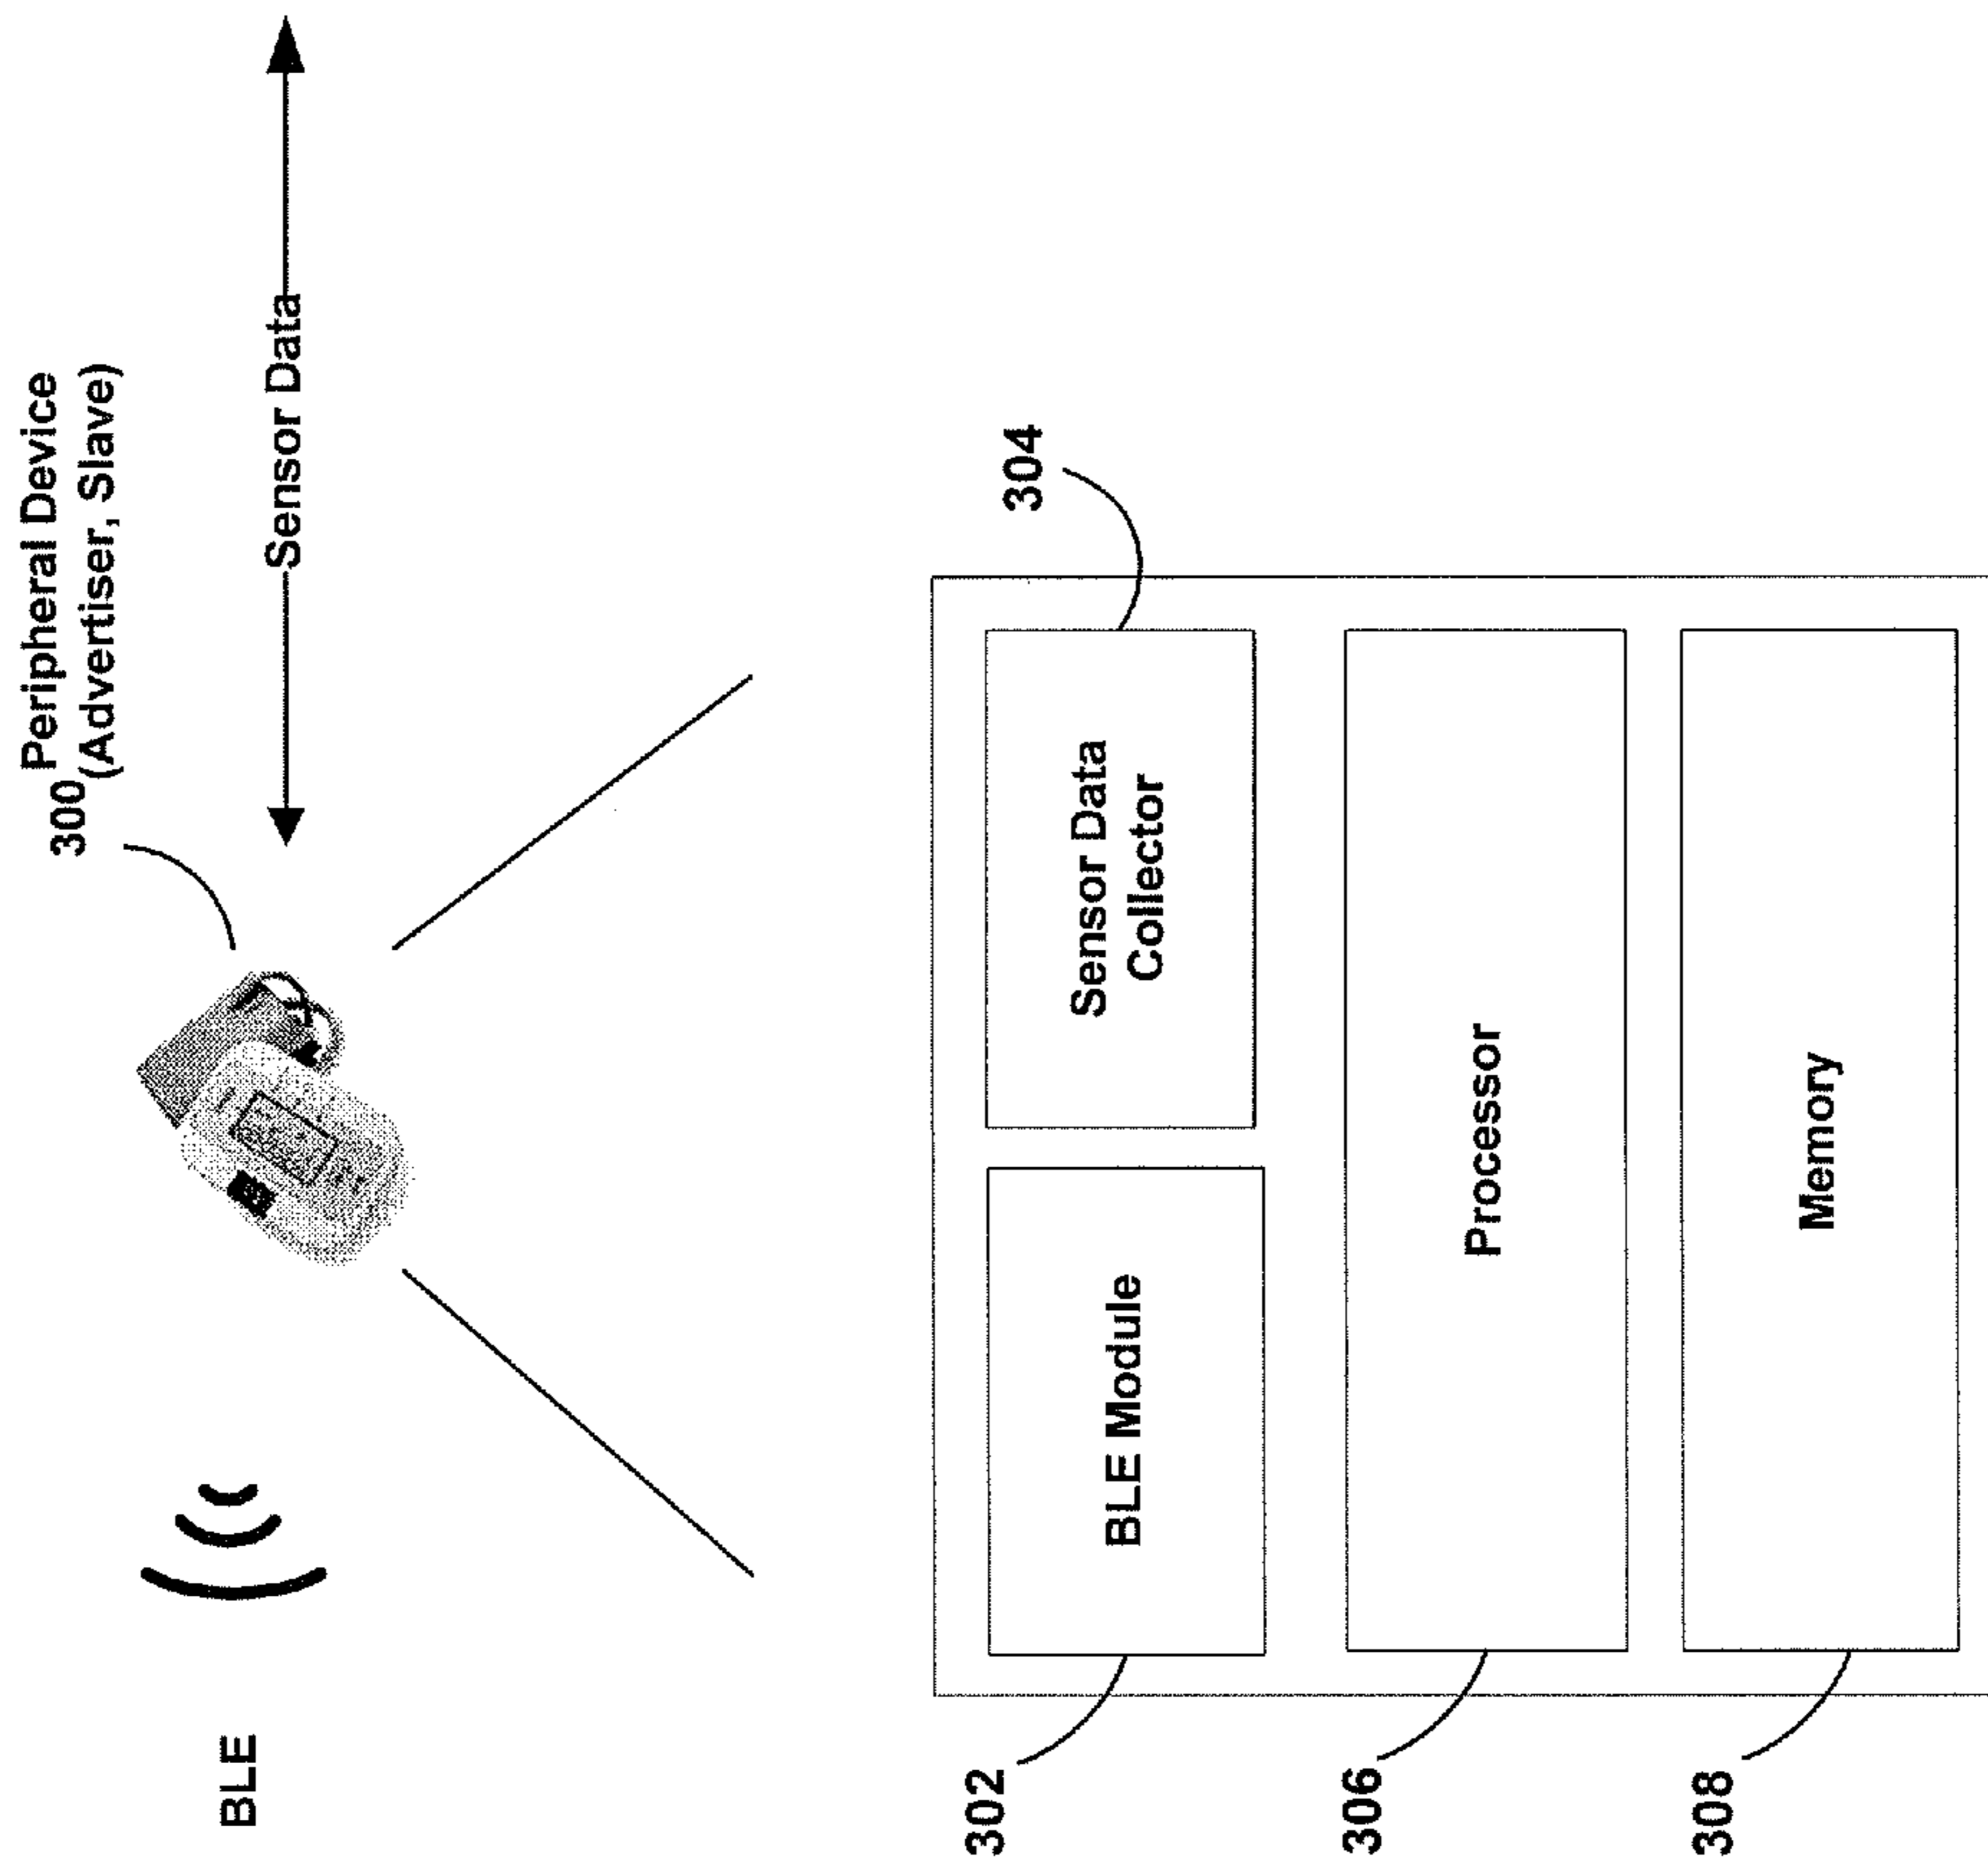 300
Peripheral Device
(Advertiser, Slave)
BLE
Sensor Data
304
302
BLE Module
Sensor Data
Collector
306
Processor
308
Memory